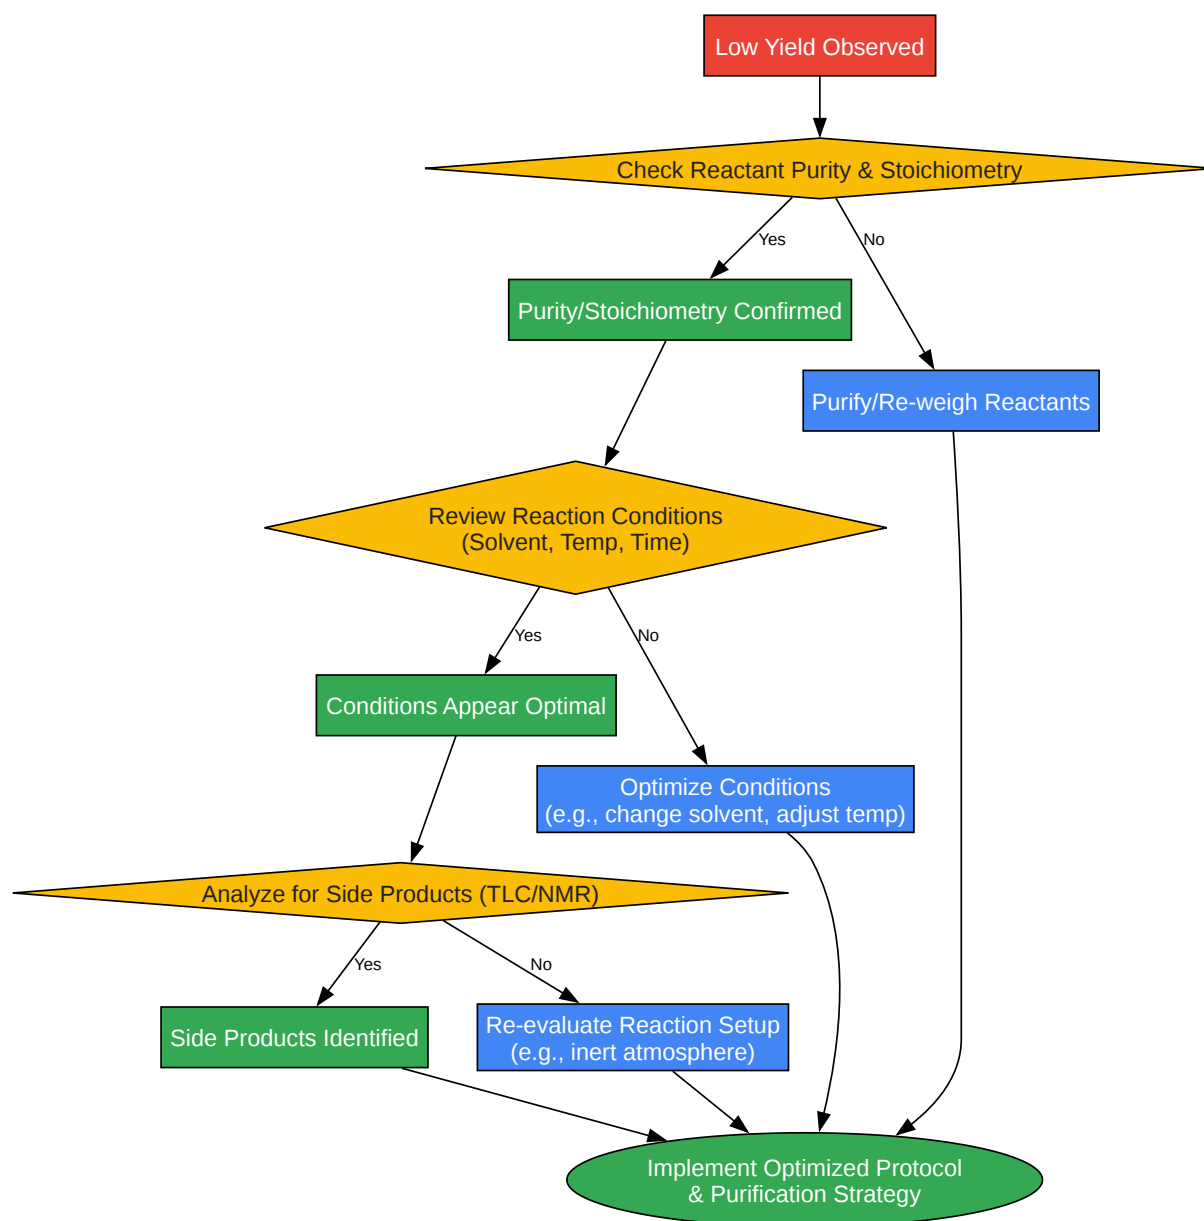 Low Yield Observed
Check Reactant Purity & Stoichiometry
Yes
No
Purity/Stoichiometry Confirmed
Purify/Re-weigh Reactants
Review Reaction Conditions
(Solvent, Temp, Time)
Yes
No
Conditions Appear Optimal
Optimize Conditions
(e.g., change solvent, adjust temp)
Analyze for Side Products (TLC/NMR)
Yes
No
Side Products Identified
Re-evaluate Reaction Setup
(e.g., inert atmosphere)
Implement Optimized Protocol
& Purification Strategy